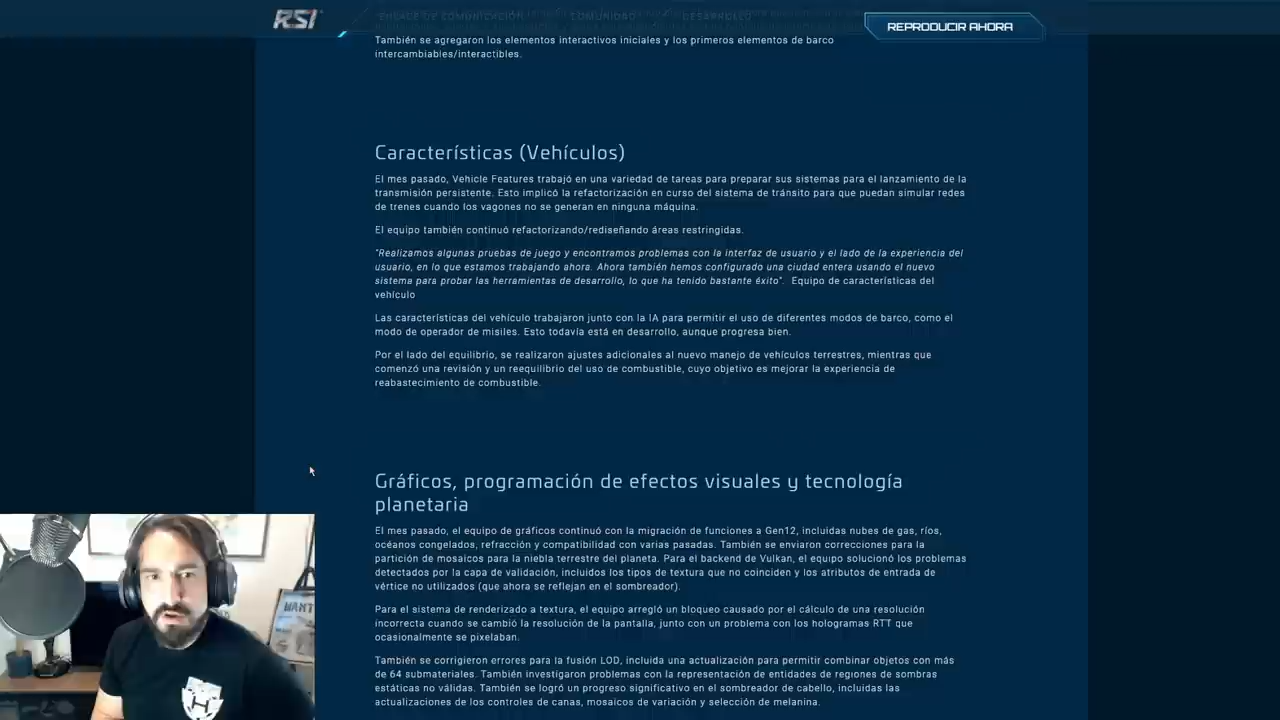 RSI
ENLACE DE COMUNICACIÓN
COMUNIDAD
DESARROLLO
REPRODUCIR AHORA
También se agregaron los elementos interactivos iniciales y los primeros elementos de barco
intercambiables/interactibles.
Características (Vehículos)
El mes pasado, Vehicle Features trabajó en una variedad de tareas para preparar sus sistemas para el lanzamiento de la
transmisión persistente. Esto implicó la refactorización en curso del sistema de tránsito para que puedan simular redes
de trenes cuando los vagones no se generan en ninguna máquina.
El equipo también continuó refactorizando/rediseñando áreas restringidas.
"Realizamos algunas pruebas de juego y encontramos problemas con la interfaz de usuario y el lado de la experiencia del
usuario, en lo que estamos trabajando ahora. Ahora también hemos configurado una ciudad entera usando el nuevo
sistema para probar las herramientas de desarrollo, lo que ha tenido bastante éxito". Equipo de características del
vehículo
Las características del vehículo trabajaron junto con la IA para permitir el uso de diferentes modos de barco, como el
modo de operador de misiles. Esto todavía está en desarrollo, aunque progresa bien.
Por el lado del equilibrio, se realizaron ajustes adicionales al nuevo manejo de vehículos terrestres, mientras que
comenzó una revisión y un reequilibrio del uso de combustible, cuyo objetivo es mejorar la experiencia de
reabastecimiento de combustible.
Gráficos, programación de efectos visuales y tecnología
planetaria
El mes pasado, el equipo de gráficos continuó con la migración de funciones a Gen12, incluidas nubes de gas, ríos,
océanos congelados, refracción y compatibilidad con varias pasadas. También se enviaron correcciones para la
partición de mosaicos para la niebla terrestre del planeta. Para el backend de Vulkan, el equipo solucionó los problemas
detectados por la capa de validación, incluidos los tipos de textura que no coinciden y los atributos de entrada de
vértice no utilizados (que ahora se reflejan en el sombreador).
Para el sistema de renderizado a textura, el equipo arregló un bloqueo causado por el cálculo de una resolución
incorrecta cuando se cambió la resolución de la pantalla, junto con un problema con los hologramas RTT que
ocasionalmente se pixelaban.
También se corrigieron errores para la fusión LOD, incluida una actualización para permitir combinar objetos con más
de 64 submateriales. También investigaron problemas con la representación de entidades de regiones de sombras
estáticas no válidas. También se logró un progreso significativo en el sombreador de cabello, incluidas las
actualizaciones de los controles de canas, mosaicos de variación y selección de melanina.
WANT
H